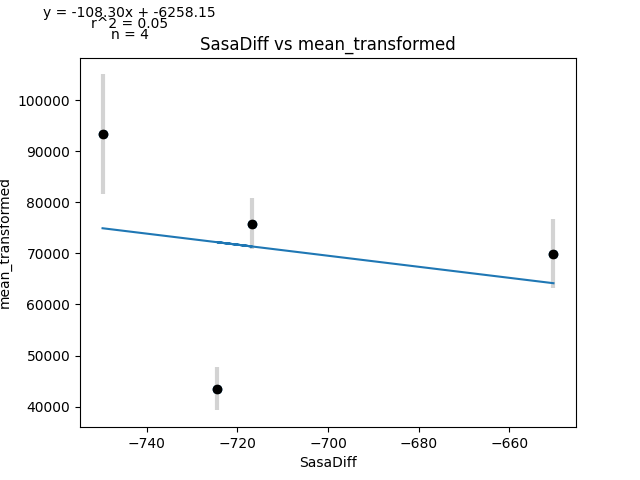 y = -108.30x + -6258.15
r^2 = 0.05
n = 4
SasaDiff vs mean_transformed
100000
90000
80000
70000
60000
50000
40000
mean_transformed
−740
−720
−700
−680
−660
SasaDiff